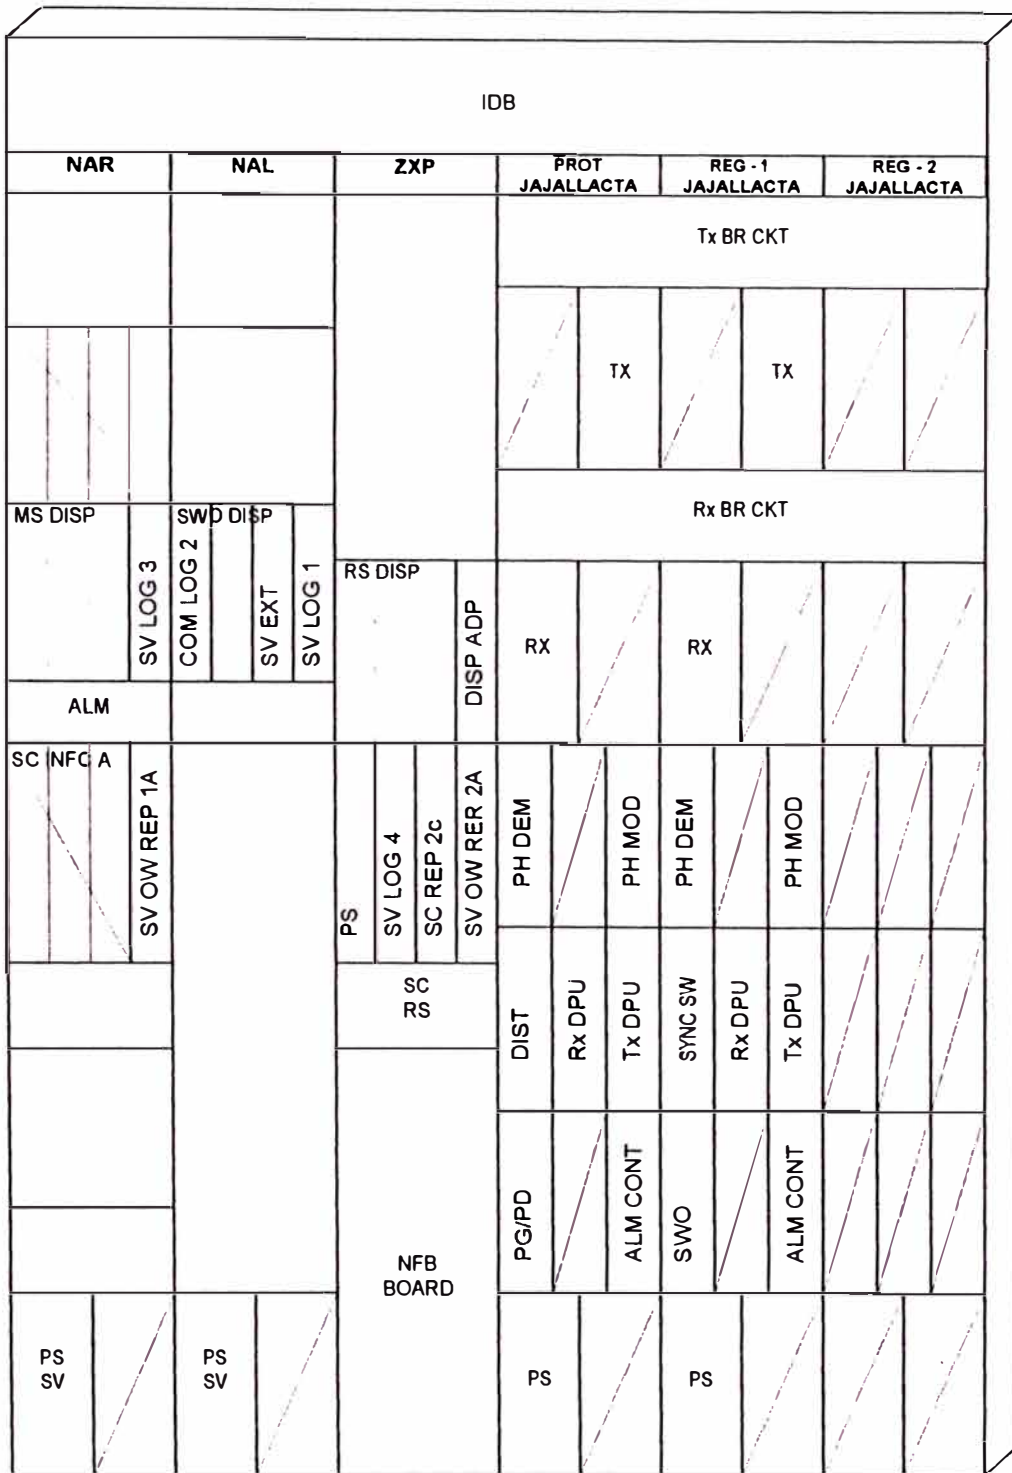 IDB
NAR
NAL
ZXP
PROT
JAJALLACTA
REG - 1
JAJALLACTA
REG - 2
JAJALLACTA
Tx BR CKT
TX
TX
Rx BR CKT
MS DISP
SV LOG 3
SWO DISP
COM LOG 2
SV EXT
SV LOG 1
RS DISP
DISP ADP
RX
RX
ALM
SC INFC A
SV OW REP 1A
PS
SV LOG 4
SC REP 2c
SV OW RER 2A
PH DEM
PH MOD
PH DEM
PH MOD
SC
RS
DIST
Rx DPU
Tx DPU
SYNC SW
Rx DPU
Tx DPU
PG/PD
ALM CONT
SWO
ALM CONT
NFB
BOARD
PS
SV
PS
SV
PS
PS